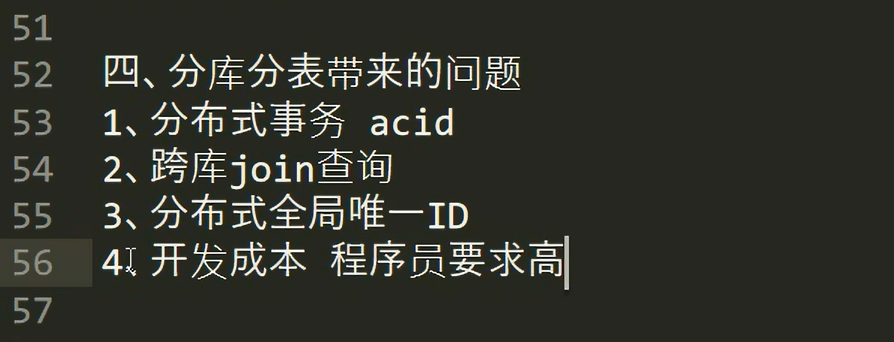 51
52 四、分库分表带来的问题
53 1、分布式事务 acid
54 2、跨库join查询
55 3、分布式全局唯一ID
56 4、开发成本 程序员要求高
57